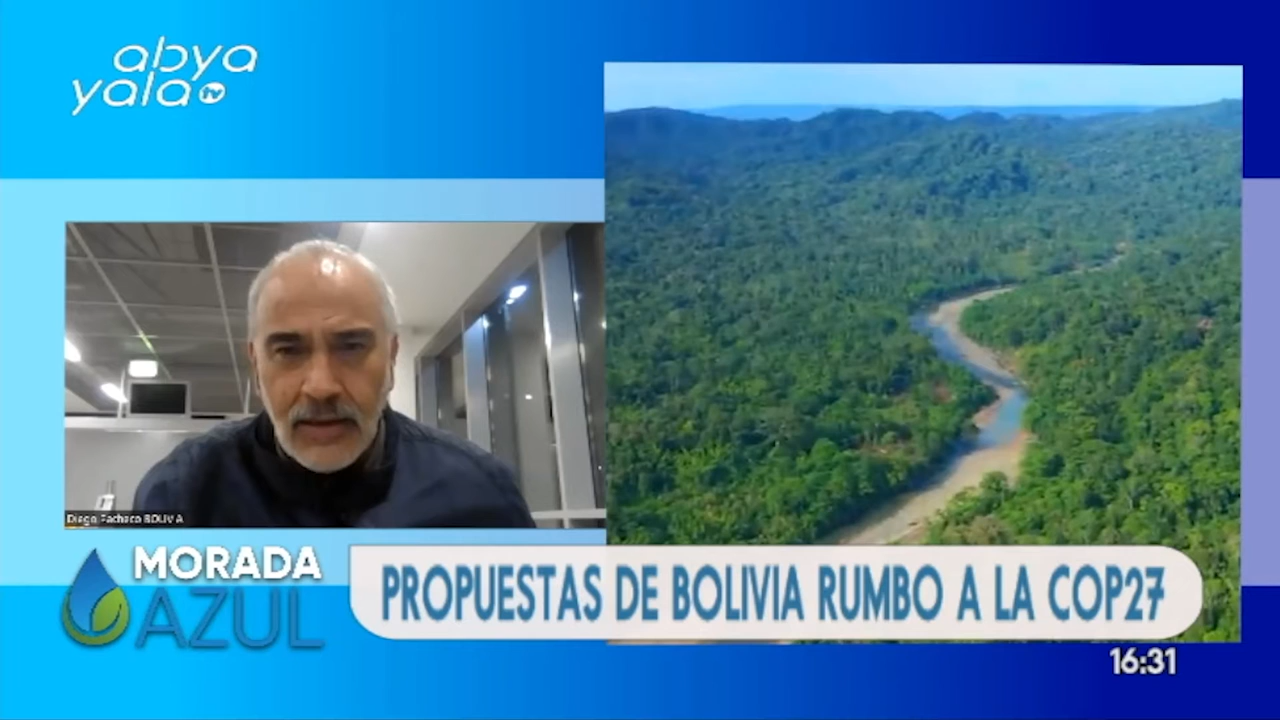 abya
yala tv
Diego Pacheco BOLIVIA
MORADA
AZUL
PROPUESTAS DE BOLIVIA RUMBO A LA COP27
16:31